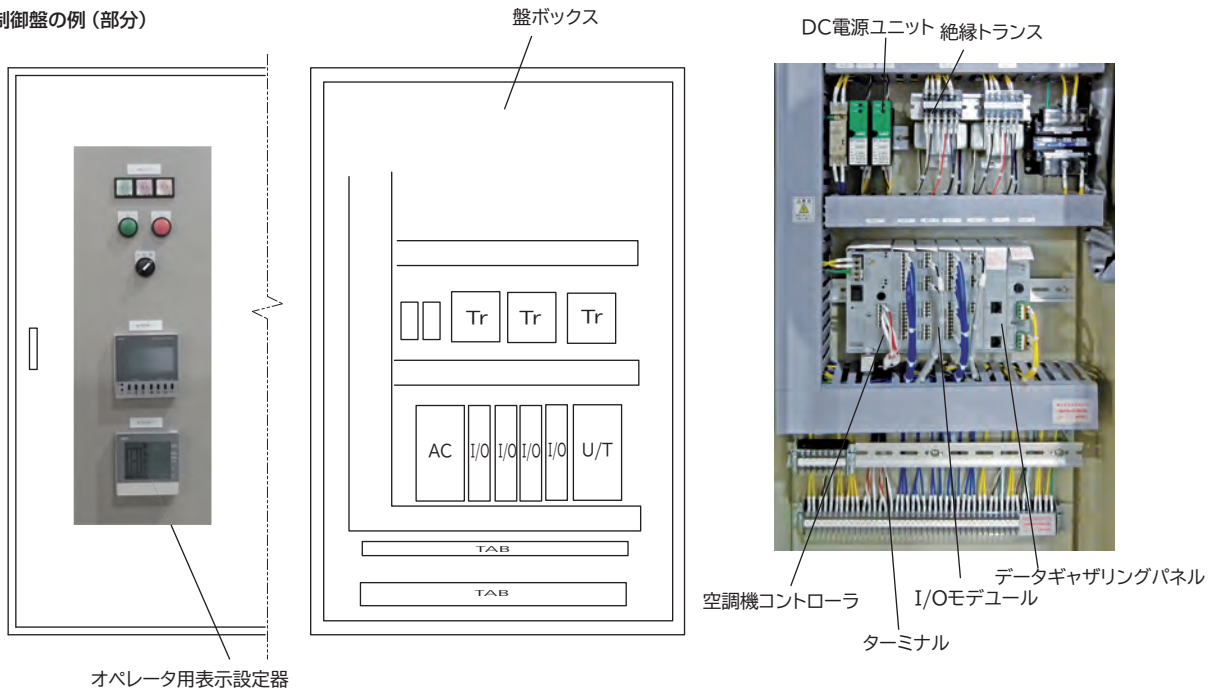 制御盤の例（部分）
盤ボックス
DC電源ユニット
絶縁トランス
Tr
Tr
Tr
AC
I/O
I/O
I/O
I/O
U/T
TAB
TAB
空調機コントローラ
I/Oモデュール
データギャザリングパネル
ターミナル
オペレータ用表示設定器